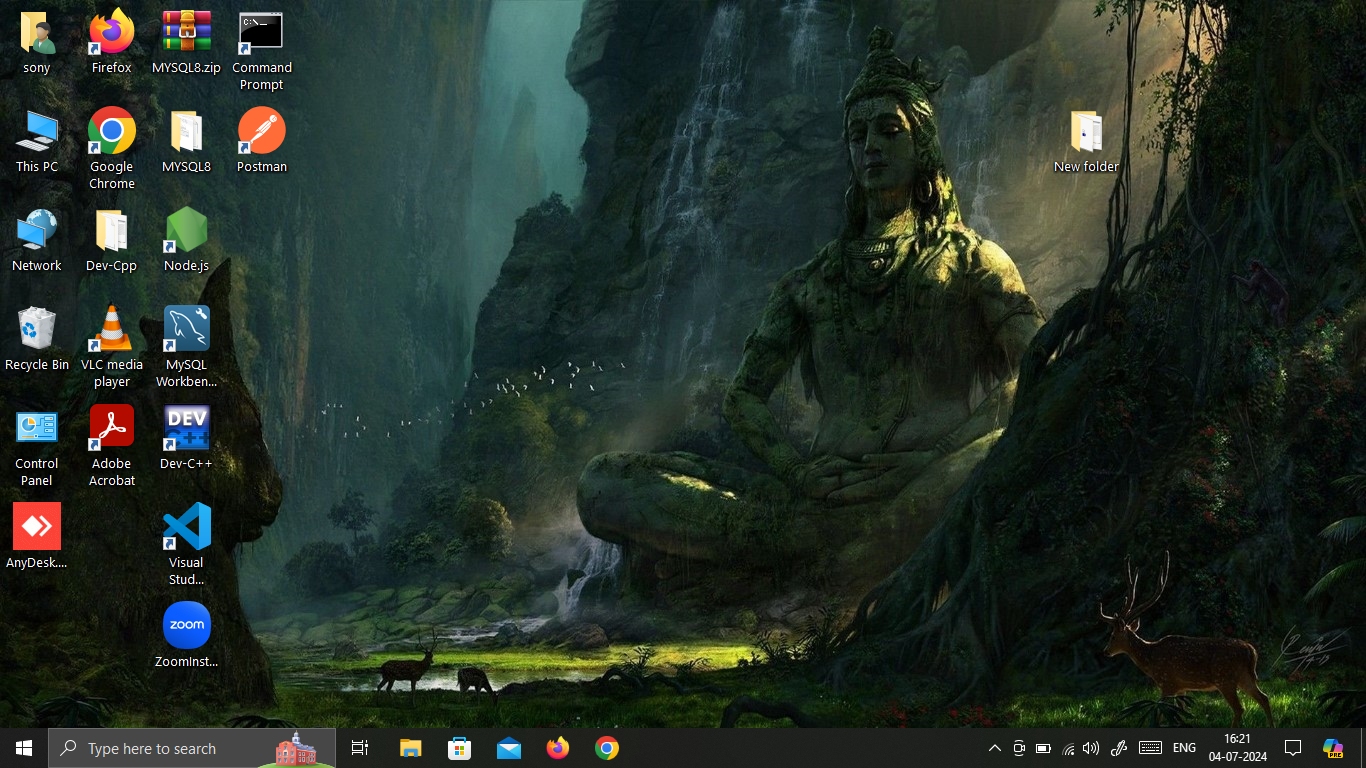 sony
Firefox
MYSQL8.zip
C:\._
Command
Prompt
This PC
Google
Chrome
MYSQL8
Postman
New folder
Network
Dev-Cpp
Node.js
Recycle Bin
VLC media
player
MySQL
Workben...
Control
Panel
Adobe
Acrobat
DEV
C++
Dev-C++
AnyDesk....
Visual
Stud...
zoom
ZoomInst...
Type here to search
ENG
16:21
04-07-2024
PRE